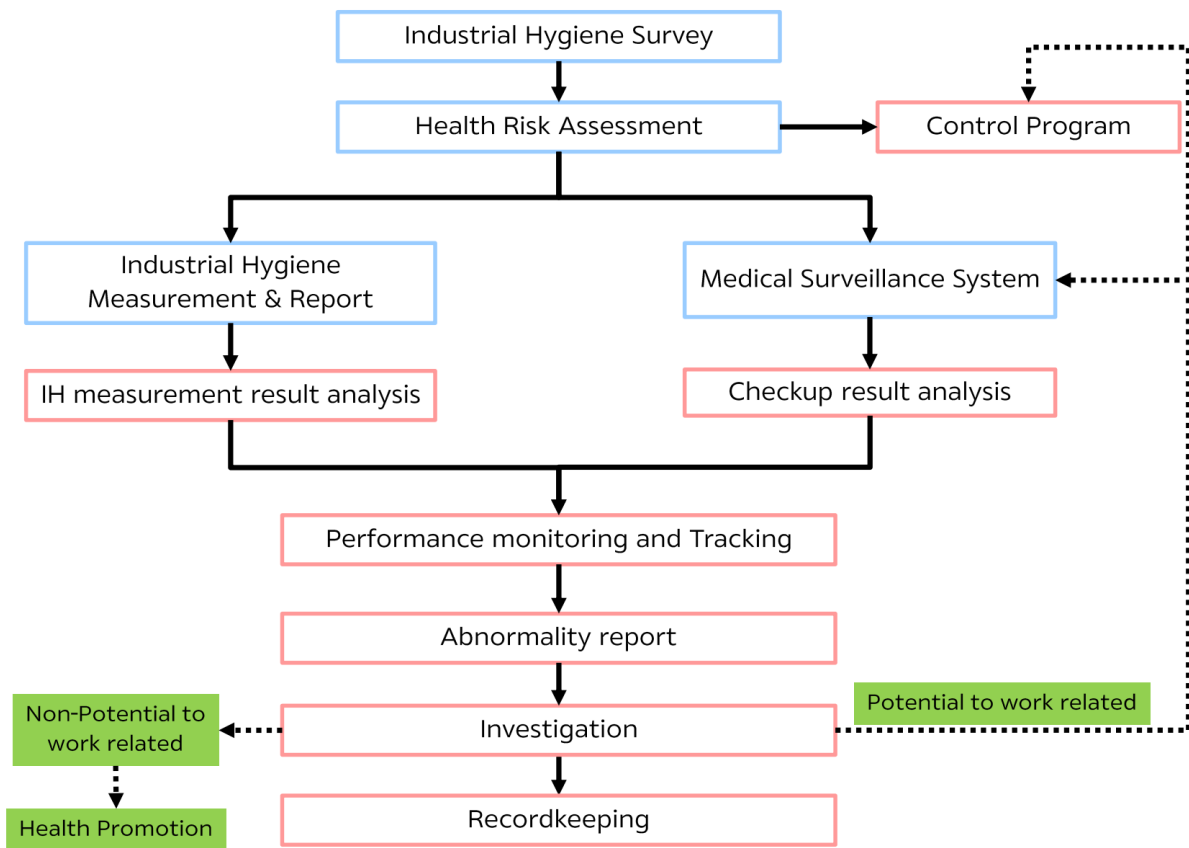 Industrial Hygiene Survey
Health Risk Assessment
Control Program
Industrial Hygiene
Measurement & Report
Medical Surveillance System
IH measurement result analysis
Checkup result analysis
Performance monitoring and Tracking
Abnormality report
Non-Potential to
work related
Investigation
Potential to work related
Health Promotion
Recordkeeping